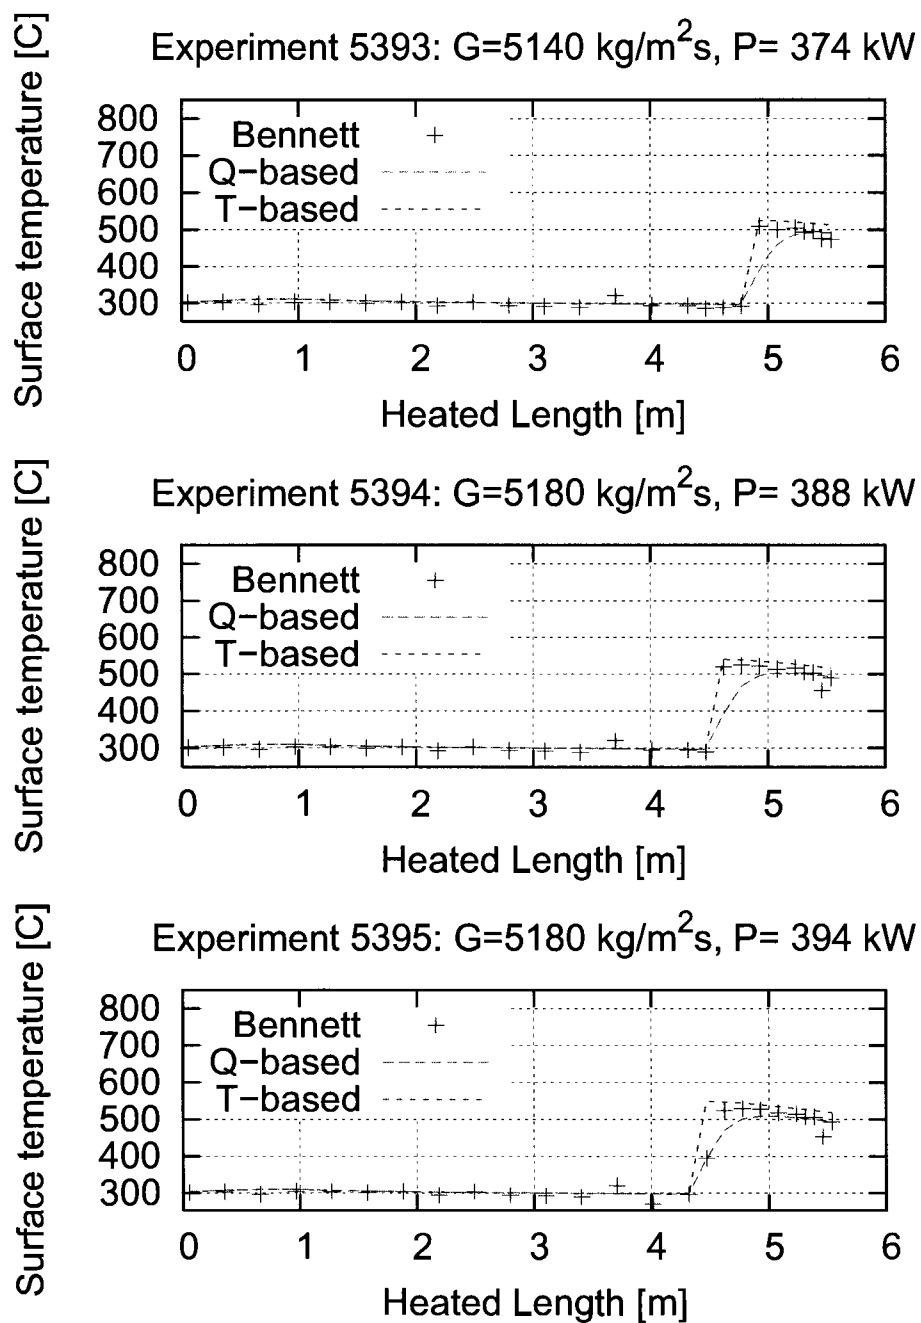 Experiment 5393: G=5140 kg/m²s, P= 374 kW
Surface temperature [C]
800
700
600
500
400
300
Bennett
Q−based
T−based
0 1 2 3 4 5 6
Heated Length [m]
Experiment 5394: G=5180 kg/m²s, P= 388 kW
Surface temperature [C]
800
700
600
500
400
300
Bennett
Q−based
T−based
0 1 2 3 4 5 6
Heated Length [m]
Experiment 5395: G=5180 kg/m²s, P= 394 kW
Surface temperature [C]
800
700
600
500
400
300
Bennett
Q−based
T−based
0 1 2 3 4 5 6
Heated Length [m]